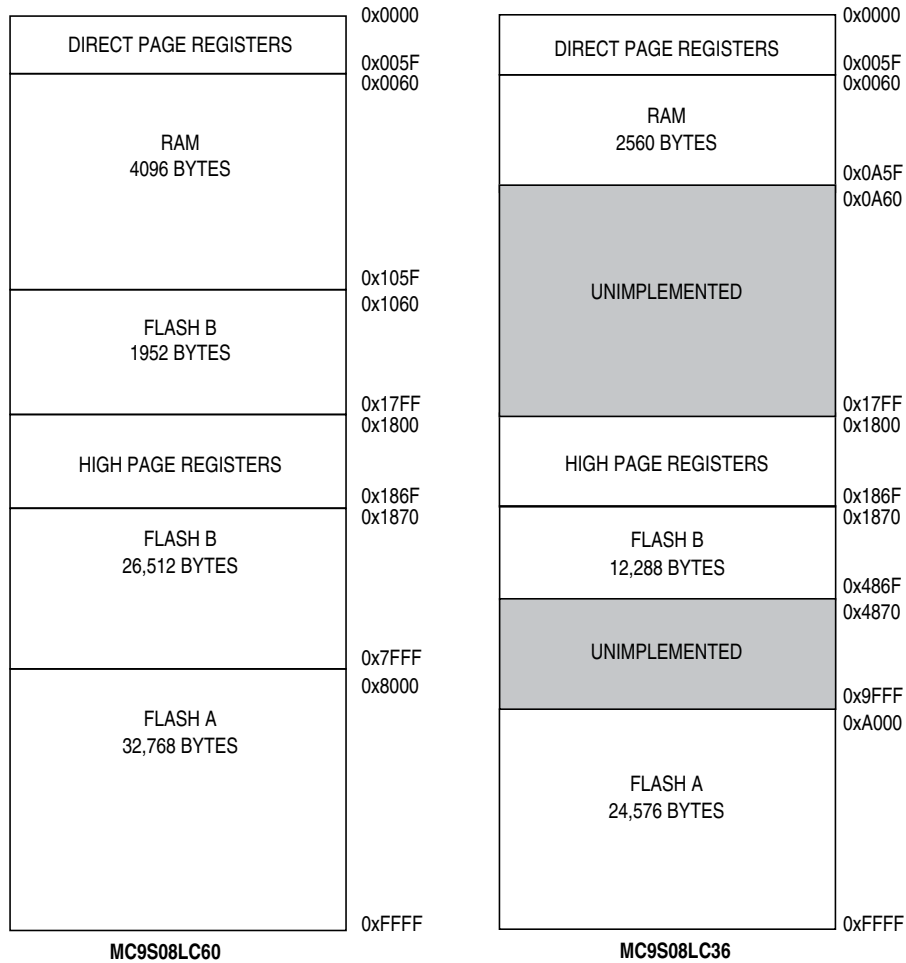 0x0000
DIRECT PAGE REGISTERS
0x005F
0x0060
RAM
4096 BYTES
0x105F
0x1060
FLASH B
1952 BYTES
0x17FF
0x1800
HIGH PAGE REGISTERS
0x186F
0x1870
FLASH B
26,512 BYTES
0x7FFF
0x8000
FLASH A
32,768 BYTES
0xFFFF
MC9S08LC60
0x0000
DIRECT PAGE REGISTERS
0x005F
0x0060
RAM
2560 BYTES
0x0A5F
0x0A60
UNIMPLEMENTED
0x17FF
0x1800
HIGH PAGE REGISTERS
0x186F
0x1870
FLASH B
12,288 BYTES
0x486F
0x4870
UNIMPLEMENTED
0x9FFF
0xA000
FLASH A
24,576 BYTES
0xFFFF
MC9S08LC36